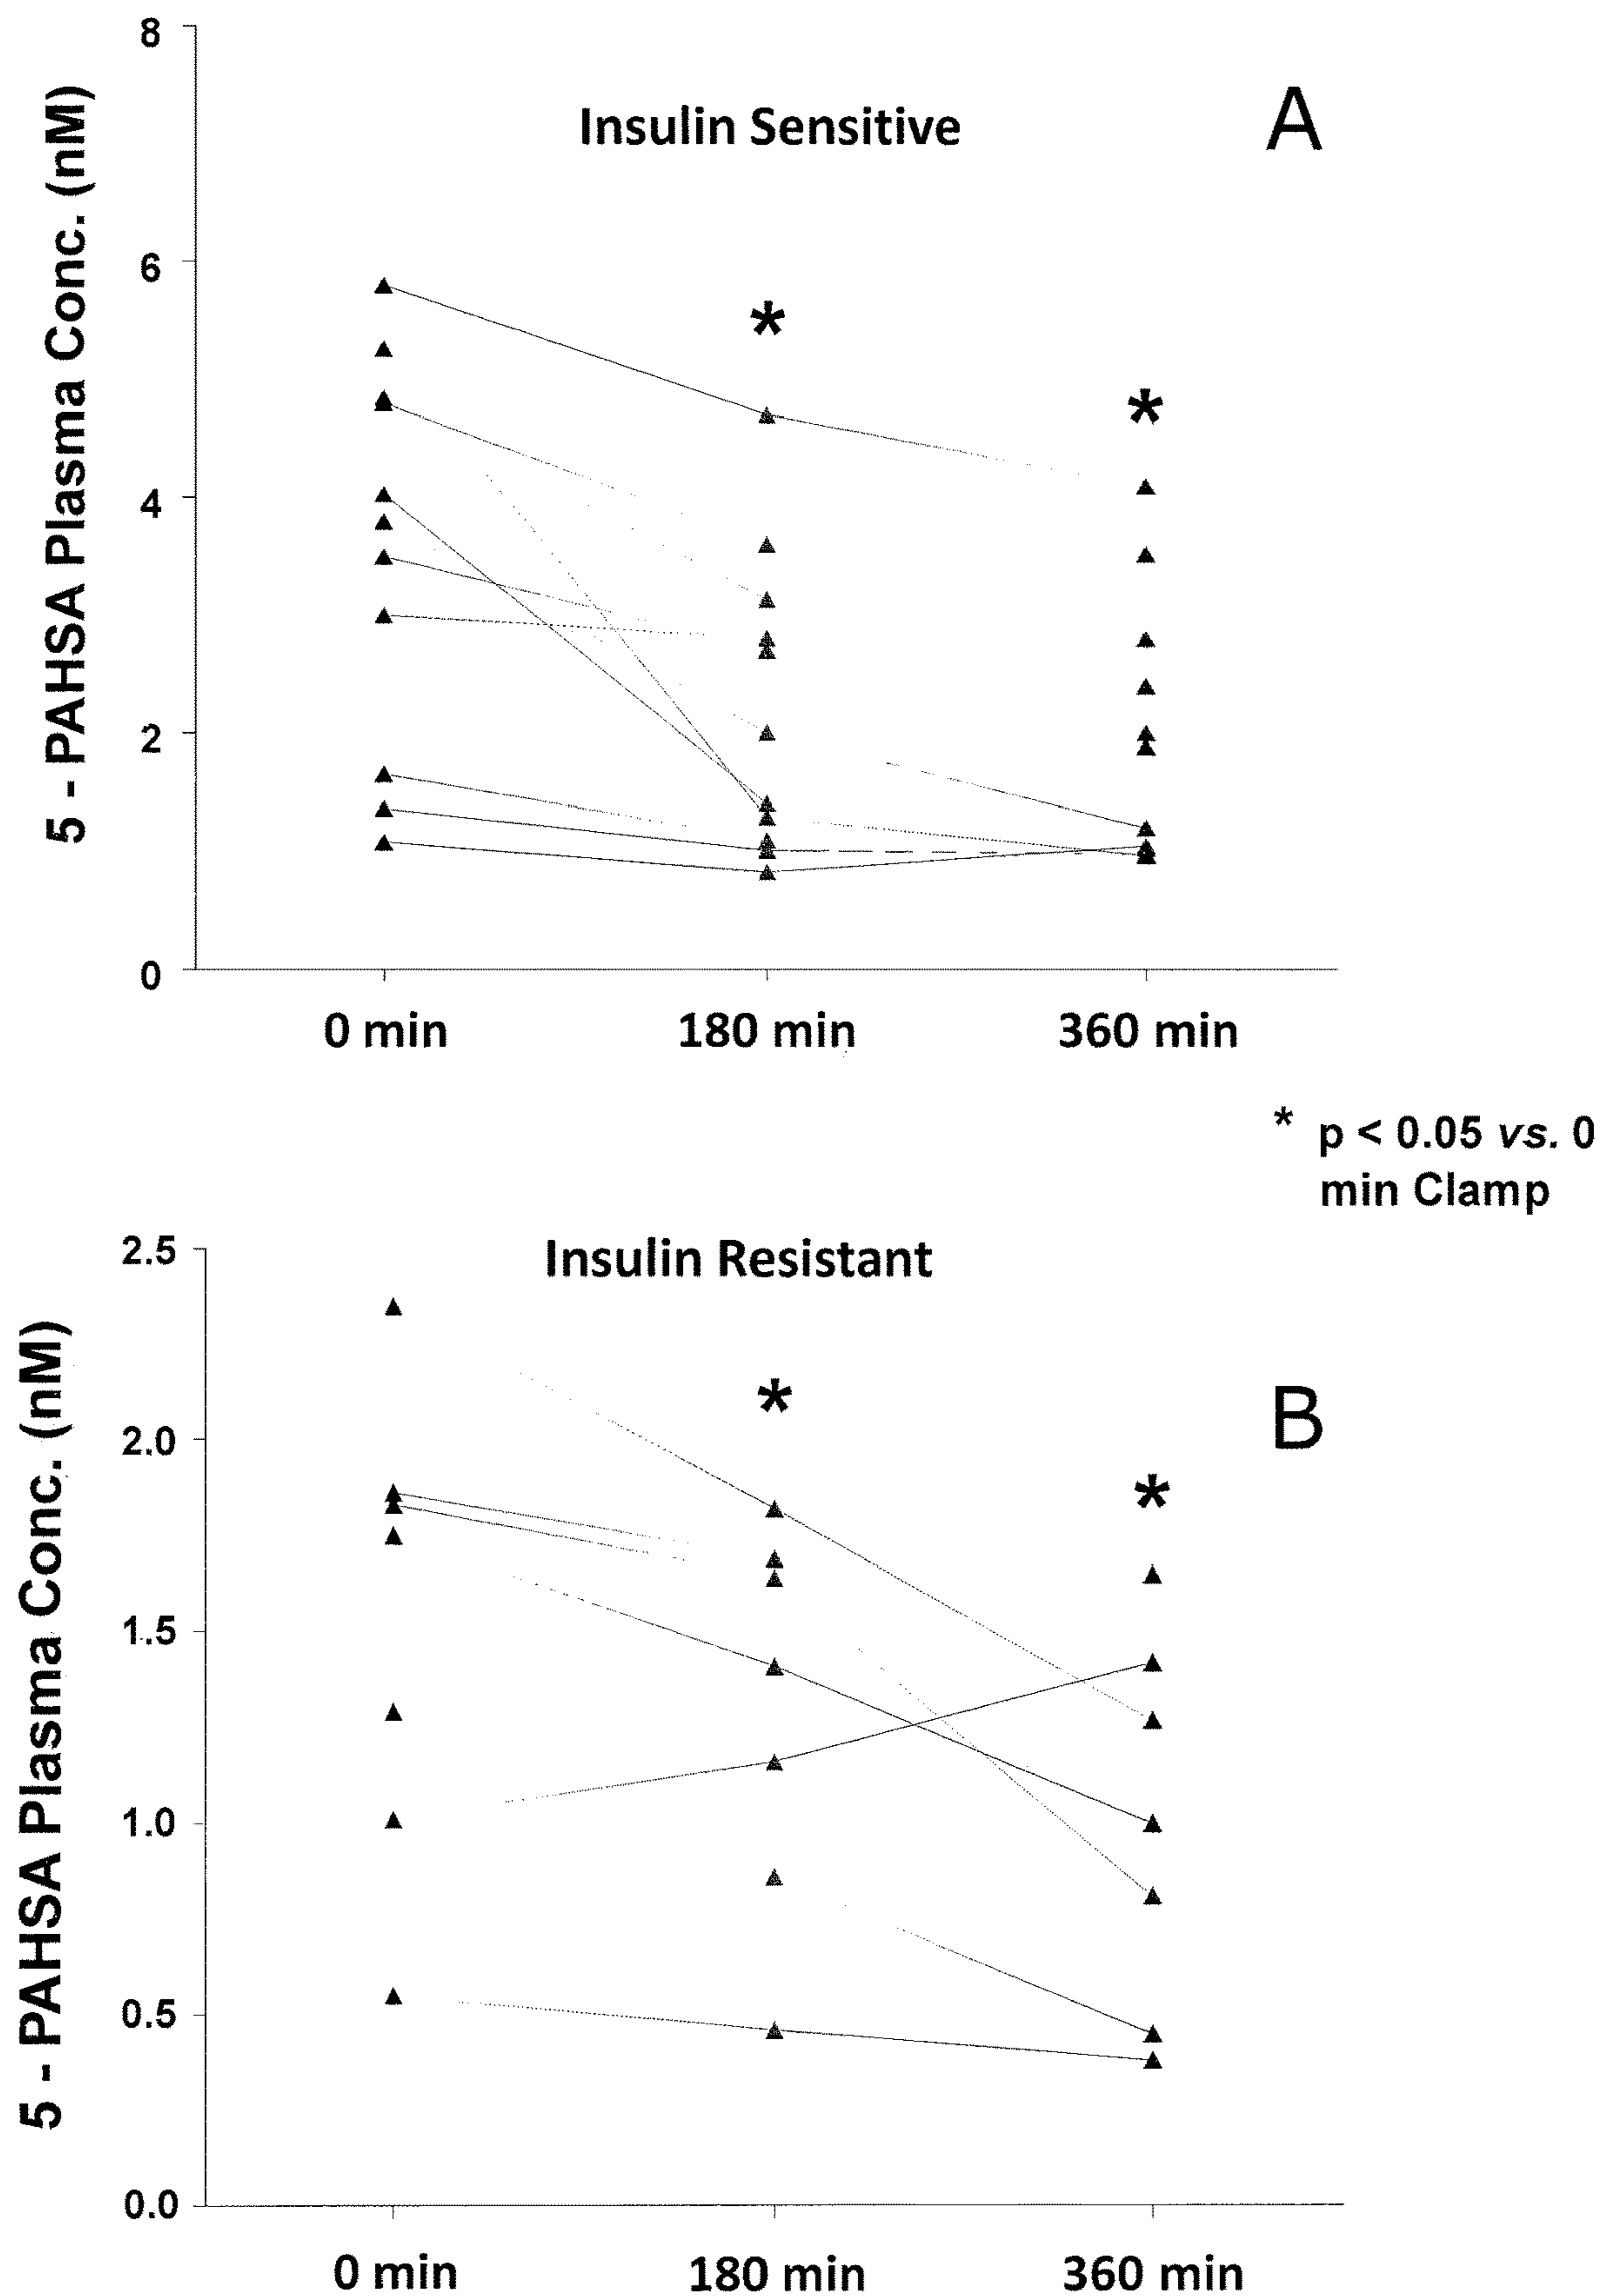 8
Insulin Sensitive
A
5 - PAHSA Plasma Conc. (nM)
6
*
*
4
2
0
0 min
180 min
360 min
* p < 0.05 vs. 0
min Clamp
2.5
Insulin Resistant
B
5 - PAHSA Plasma Conc. (nM)
*
2.0
*
1.5
1.0
0.5
0.0
0 min
180 min
360 min